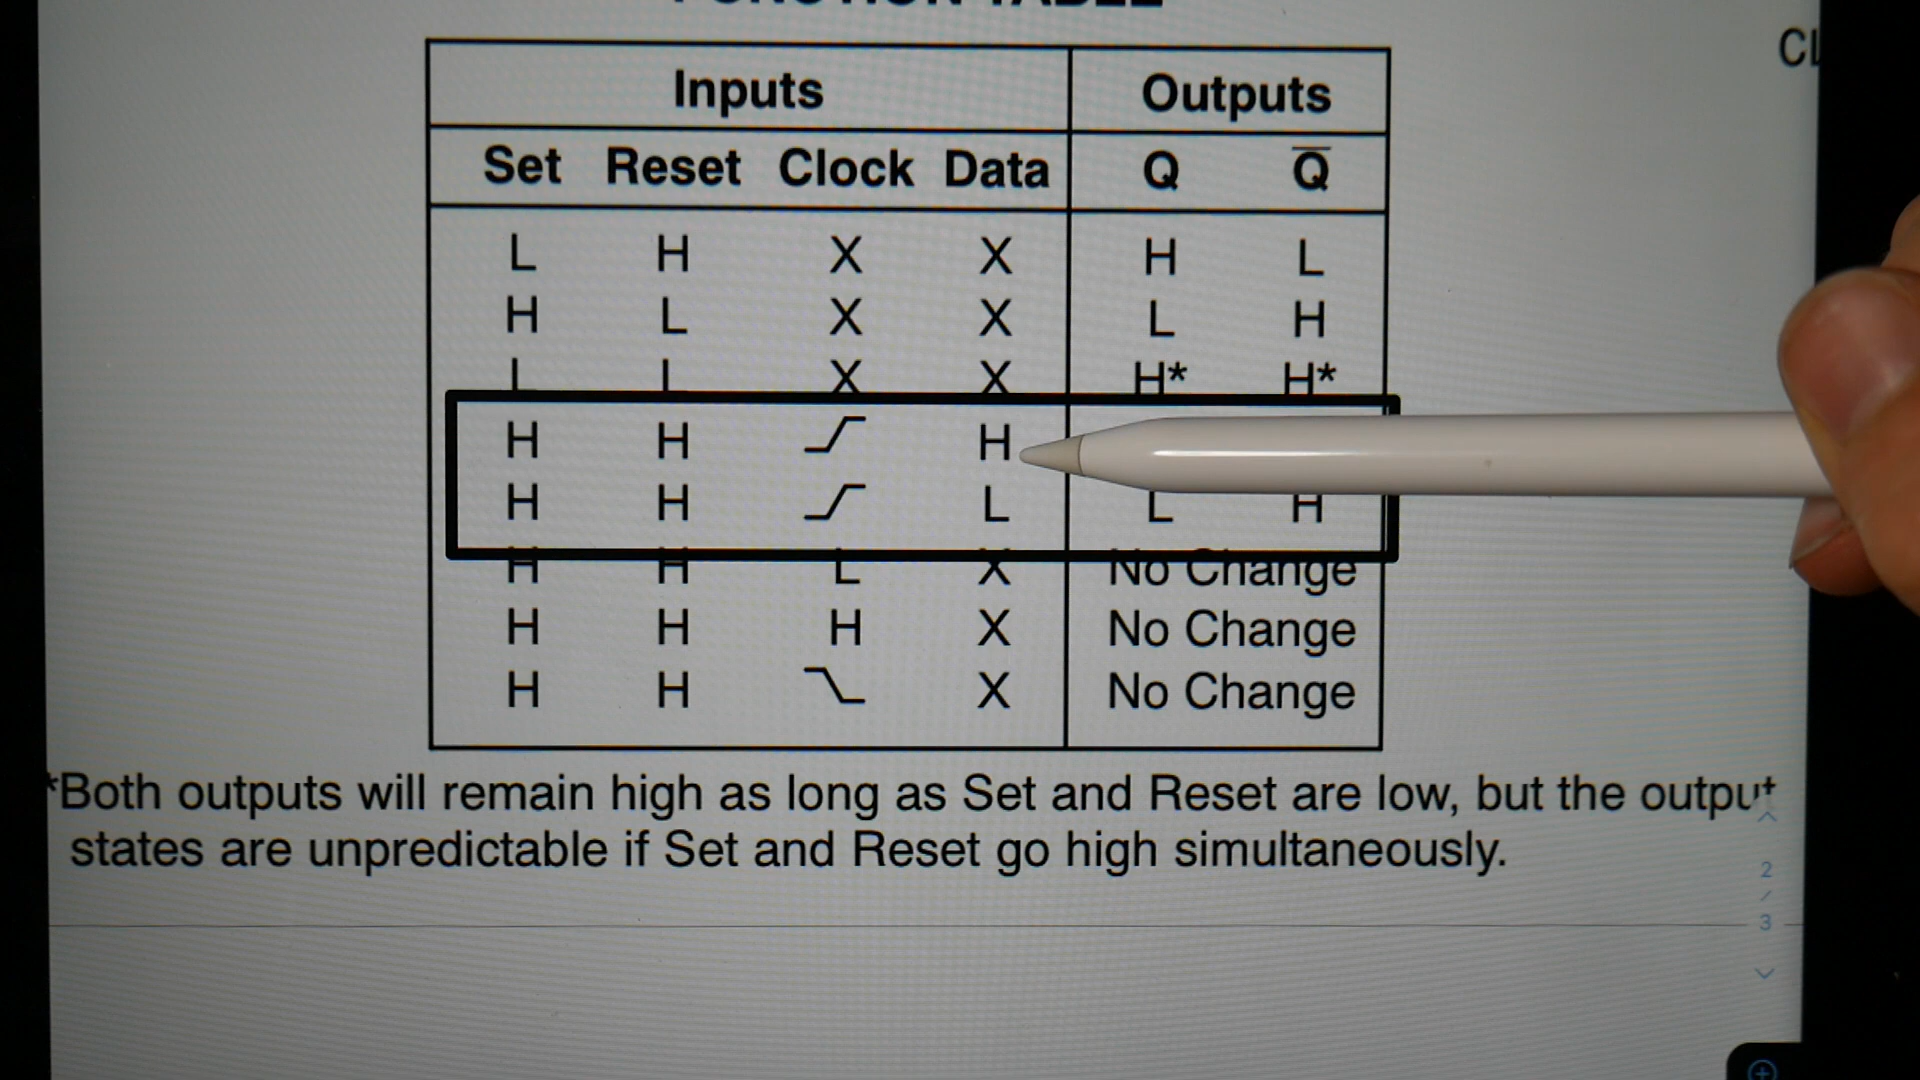 Inputs Outputs
Set Reset Clock Data Q Q̅
L H X X H L
H L X X L H
L L X X H* H*
H H H
H H L L H
H H L X No Change
H H H X No Change
H H X No Change
*Both outputs will remain high as long as Set and Reset are low, but the output
states are unpredictable if Set and Reset go high simultaneously.
2
/
3